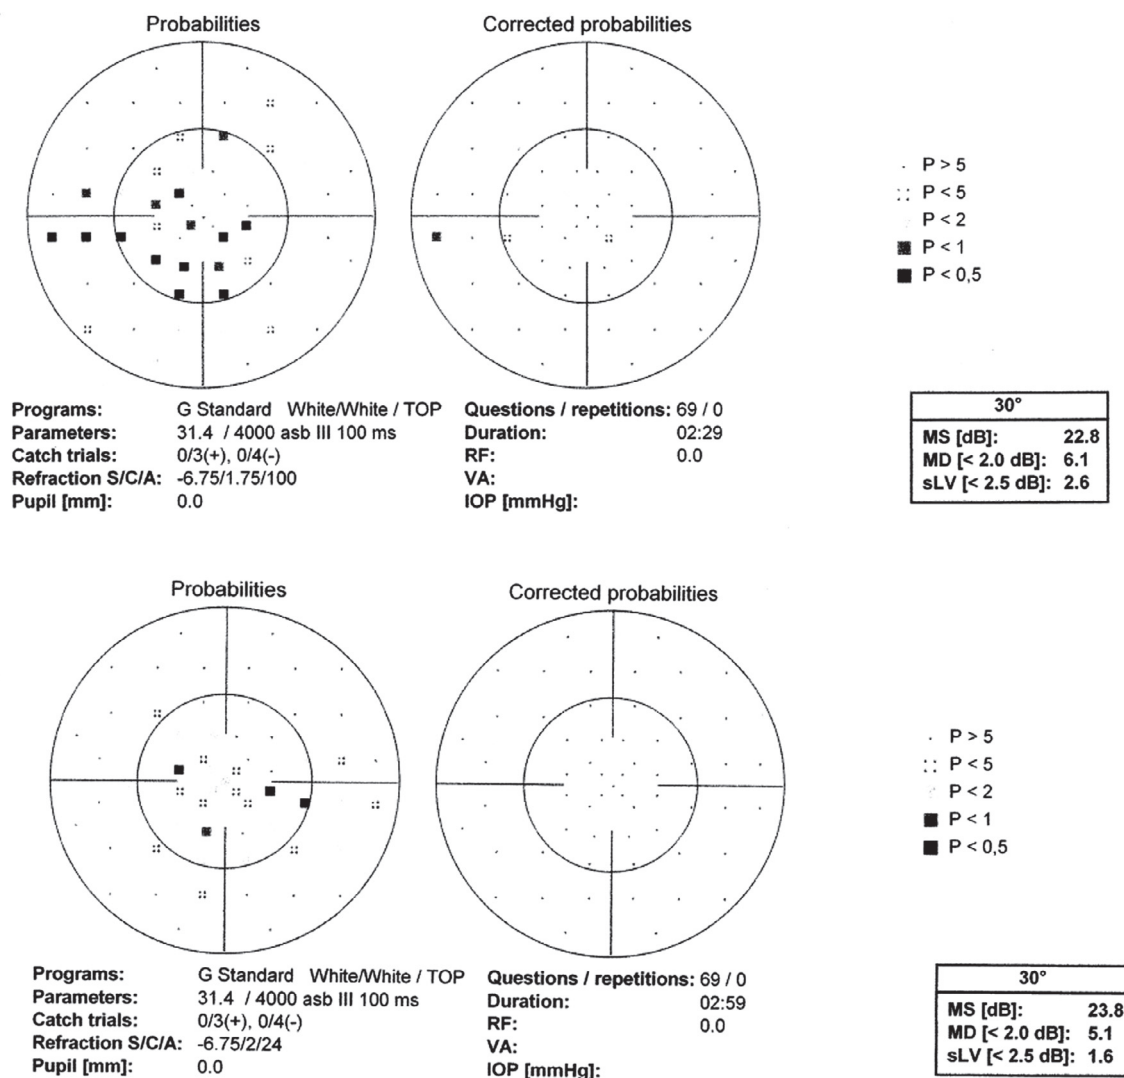 Probabilities
Corrected probabilities
P > 5
P < 5
P < 2
P < 1
P < 0,5
Programs: G Standard White/White / TOP
Parameters: 31.4 / 4000 asb III 100 ms
Catch trials: 0/3(+), 0/4(-)
Refraction S/C/A: -6.75/1.75/100
Pupil [mm]: 0.0
Questions / repetitions: 69 / 0
Duration: 02:29
RF: 0.0
VA:
IOP [mmHg]:
30°
MS [dB]: 22.8
MD [< 2.0 dB]: 6.1
sLV [< 2.5 dB]: 2.6
Probabilities
Corrected probabilities
P > 5
P < 5
P < 2
P < 1
P < 0,5
Programs: G Standard White/White / TOP
Parameters: 31.4 / 4000 asb III 100 ms
Catch trials: 0/3(+), 0/4(-)
Refraction S/C/A: -6.75/2/24
Pupil [mm]: 0.0
Questions / repetitions: 69 / 0
Duration: 02:59
RF: 0.0
VA:
IOP [mmHg]:
30°
MS [dB]: 23.8
MD [< 2.0 dB]: 5.1
sLV [< 2.5 dB]: 1.6